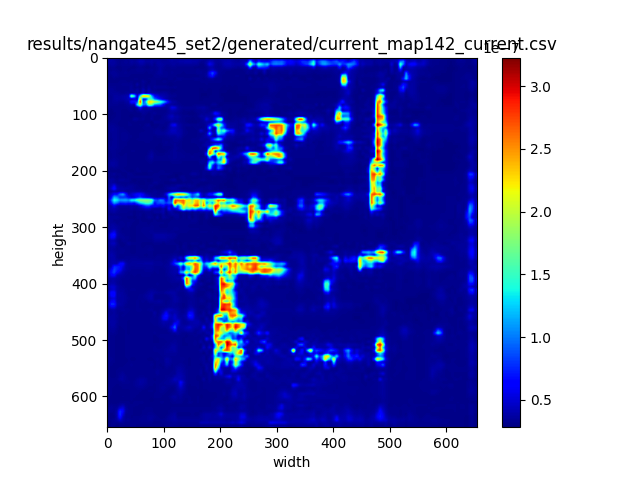 results/nangate45_set2/generated/current_map142_current.csv
1e−7
0
100
200
300
400
500
600
height
0 100 200 300 400 500 600
width
3.0
2.5
2.0
1.5
1.0
0.5